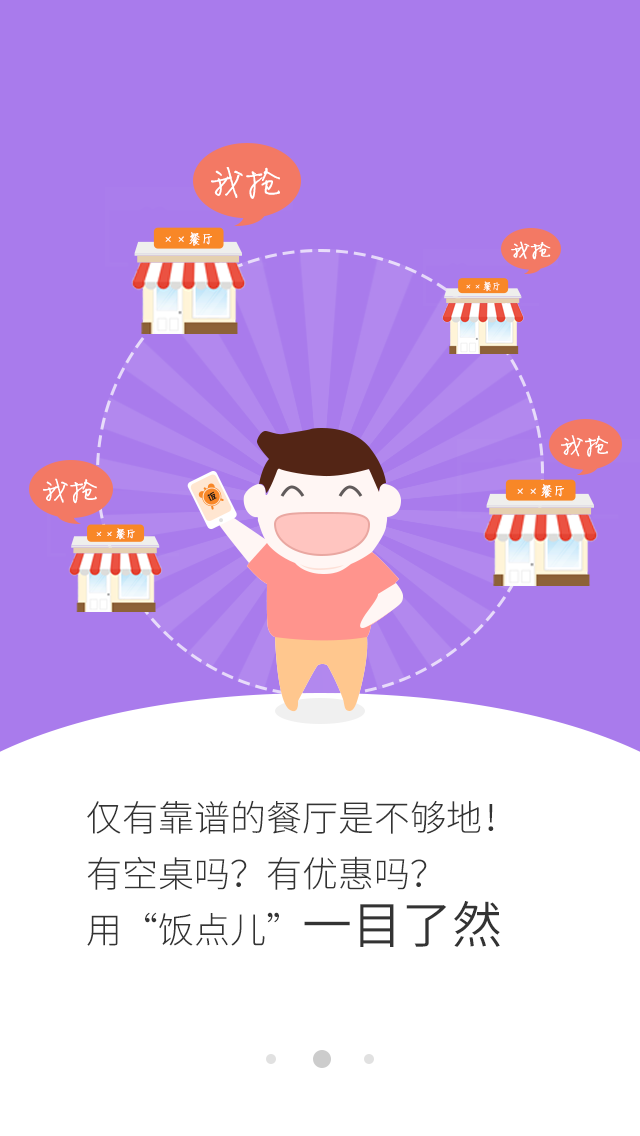 我抢
××餐厅
我抢
××餐厅
我抢
××餐厅
我抢
××餐厅
饭
仅有靠谱的餐厅是不够地！
有空桌吗？有优惠吗？
用“饭点儿”一目了然